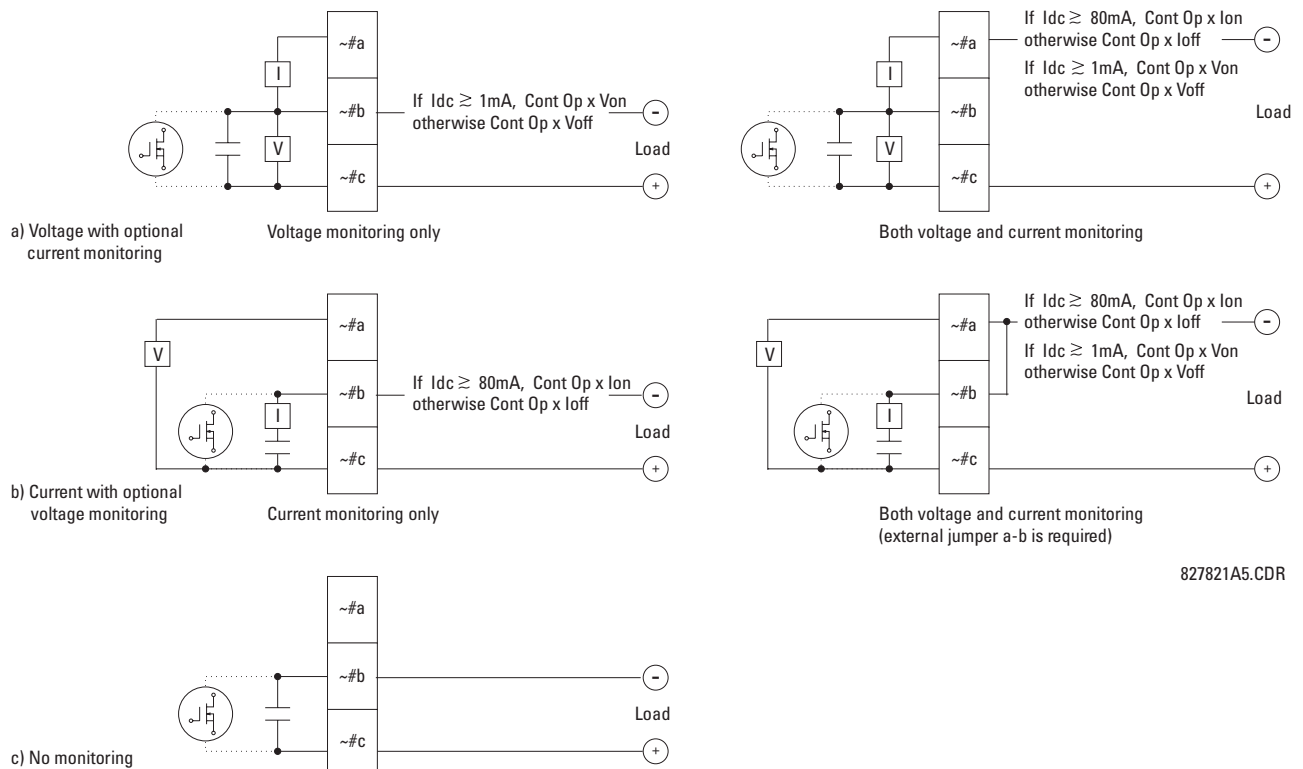 ~#a
I
~#b
If Idc ≳ 1mA, Cont Op x Von
otherwise Cont Op x Voff
-
V
Load
~#c
+
a) Voltage with optional
current monitoring
Voltage monitoring only
~#a
If Idc ≳ 80mA, Cont Op x Ion
otherwise Cont Op x Ioff
-
I
If Idc ≳ 1mA, Cont Op x Von
otherwise Cont Op x Voff
~#b
Load
V
~#c
+
Both voltage and current monitoring
~#a
V
~#b
If Idc ≳ 80mA, Cont Op x Ion
otherwise Cont Op x Ioff
-
I
Load
~#c
+
b) Current with optional
voltage monitoring
Current monitoring only
~#a
If Idc ≳ 80mA, Cont Op x Ion
otherwise Cont Op x Ioff
-
V
If Idc ≳ 1mA, Cont Op x Von
otherwise Cont Op x Voff
~#b
I
Load
~#c
+
Both voltage and current monitoring
(external jumper a-b is required)
827821A5.CDR
~#a
~#b
-
Load
~#c
+
c) No monitoring